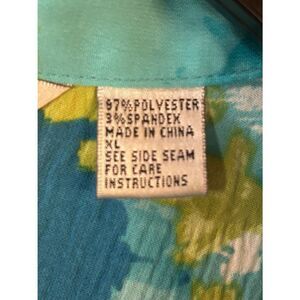 97% POLYESTER
3% SPANDEX
MADE IN CHINA
XL
SEE SIDE SEAM
FOR CARE
INSTRUCTIONS